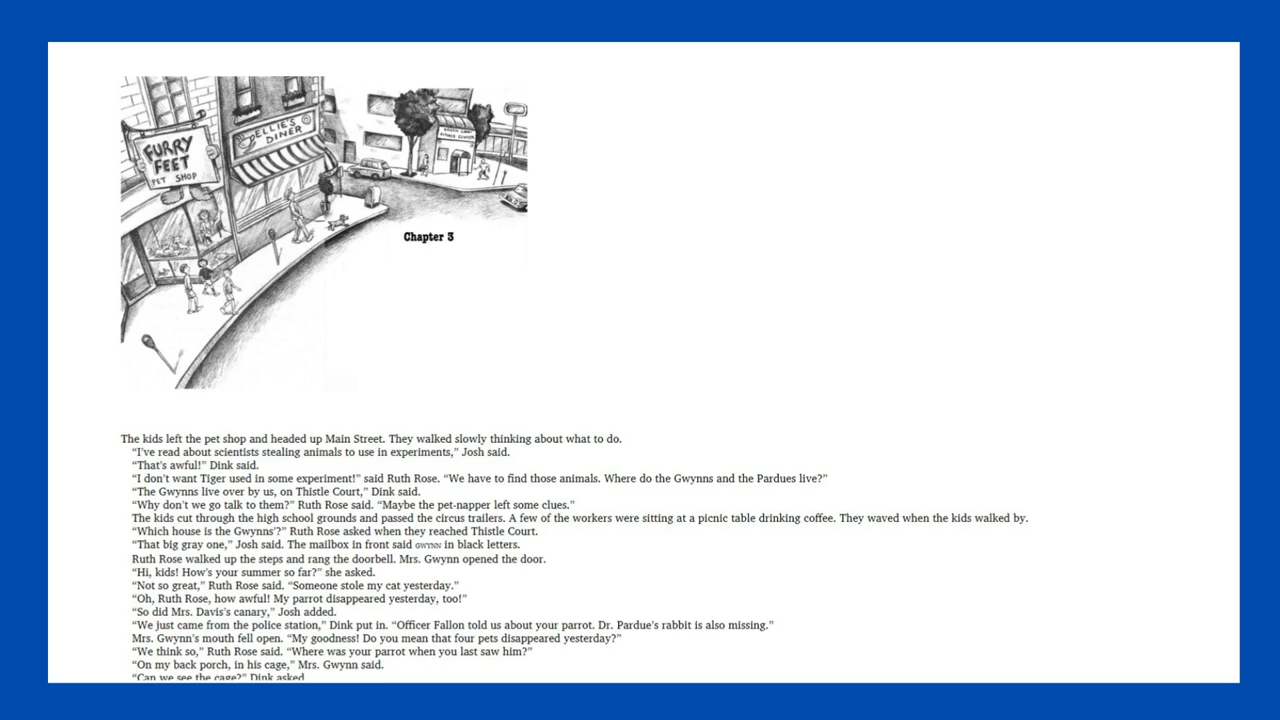 FURRY
FEET
PET SHOP
ELLIE'S
DINER
GREEN LAWN
FITNESS CENTER
Chapter 3
The kids left the pet shop and headed up Main Street. They walked slowly thinking about what to do.
“I’ve read about scientists stealing animals to use in experiments,” Josh said.
“That’s awful!” Dink said.
“I don’t want Tiger used in some experiment!” said Ruth Rose. “We have to find those animals. Where do the Gwynns and the Pardues live?”
“The Gwynns live over by us, on Thistle Court,” Dink said.
“Why don’t we go talk to them?” Ruth Rose said. “Maybe the pet-napper left some clues.”
The kids cut through the high school grounds and passed the circus trailers. A few of the workers were sitting at a picnic table drinking coffee. They waved when the kids walked by.
“Which house is the Gwynns’?” Ruth Rose asked when they reached Thistle Court.
“That big gray one,” Josh said. The mailbox in front said GWYNN in black letters.
Ruth Rose walked up the steps and rang the doorbell. Mrs. Gwynn opened the door.
“Hi, kids! How’s your summer so far?” she asked.
“Not so great,” Ruth Rose said. “Someone stole my cat yesterday.”
“Oh, Ruth Rose, how awful! My parrot disappeared yesterday, too!”
“So did Mrs. Davis’s canary,” Josh added.
“We just came from the police station,” Dink put in. “Officer Fallon told us about your parrot. Dr. Pardue’s rabbit is also missing.”
Mrs. Gwynn’s mouth fell open. “My goodness! Do you mean that four pets disappeared yesterday?”
“We think so,” Ruth Rose said. “Where was your parrot when you last saw him?”
“On my back porch, in his cage,” Mrs. Gwynn said.
“Can we see the cage?” Dink asked